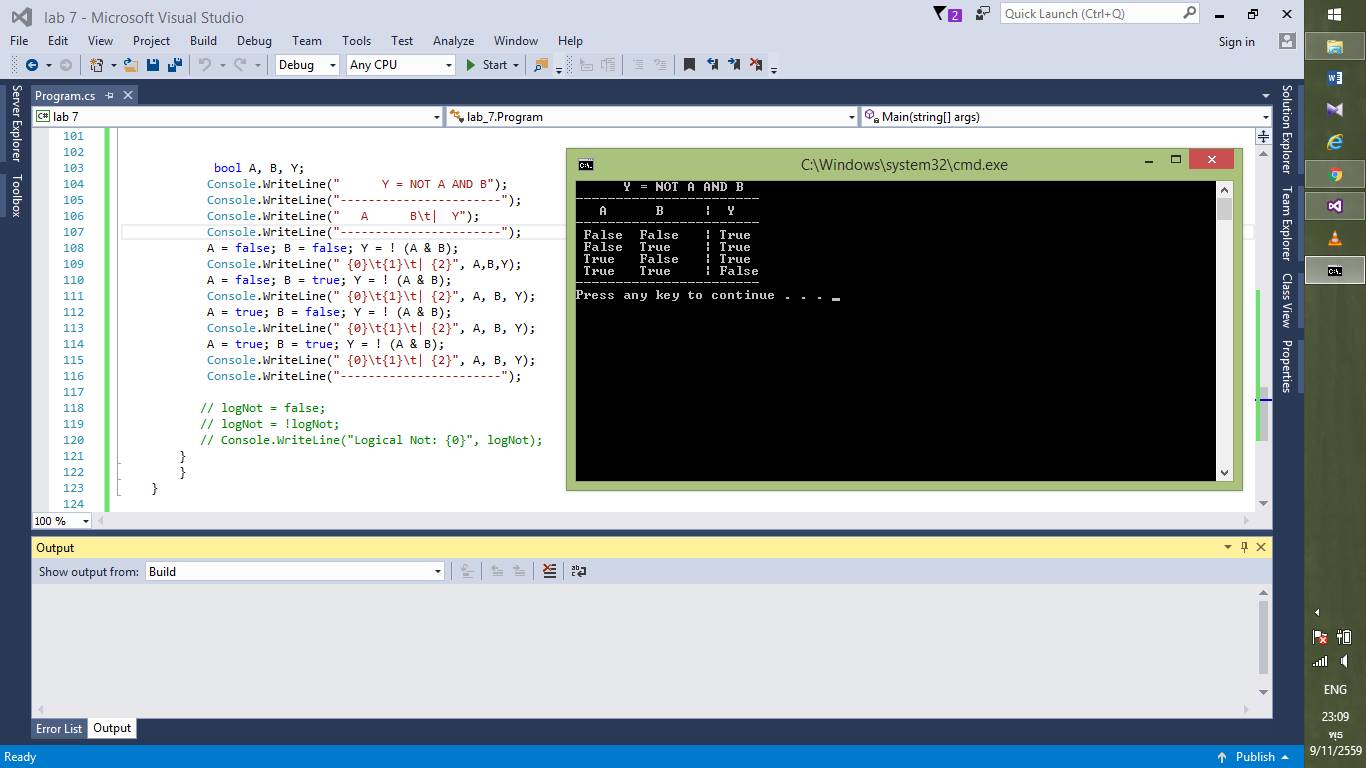 lab 7 - Microsoft Visual Studio
2
Quick Launch (Ctrl+Q)
File Edit View Project Build Debug Team Tools Test Analyze Window Help
Sign in
Debug Any CPU Start
Server Explorer
Toolbox
Program.cs
C# lab 7 lab_7.Program Main(string[] args)
101
102
103 bool A, B, Y;
104 Console.WriteLine("      Y = NOT A AND B");
105 Console.WriteLine("-----------------------");
106 Console.WriteLine("   A      B\t|  Y");
107 Console.WriteLine("-----------------------");
108 A = false; B = false; Y = ! (A & B);
109 Console.WriteLine(" {0}\t{1}\t| {2}", A,B,Y);
110 A = false; B = true; Y = ! (A & B);
111 Console.WriteLine(" {0}\t{1}\t| {2}", A, B, Y);
112 A = true; B = false; Y = ! (A & B);
113 Console.WriteLine(" {0}\t{1}\t| {2}", A, B, Y);
114 A = true; B = true; Y = ! (A & B);
115 Console.WriteLine(" {0}\t{1}\t| {2}", A, B, Y);
116 Console.WriteLine("-----------------------");
117
118 // logNot = false;
119 // logNot = !logNot;
120 // Console.WriteLine("Logical Not: {0}", logNot);
121 }
122 }
123 }
124
100 %
C:\Windows\system32\cmd.exe
Y = NOT A AND B
-----------------------
A B ¦ Y
-----------------------
False False ¦ True
False True ¦ True
True False ¦ True
True True ¦ False
-----------------------
Press any key to continue . . . _
Solution Explorer
Team Explorer
Class View
Properties
Output
Show output from: Build
Error List Output
Ready
Publish
ENG
23:09
พุธ
9/11/2559